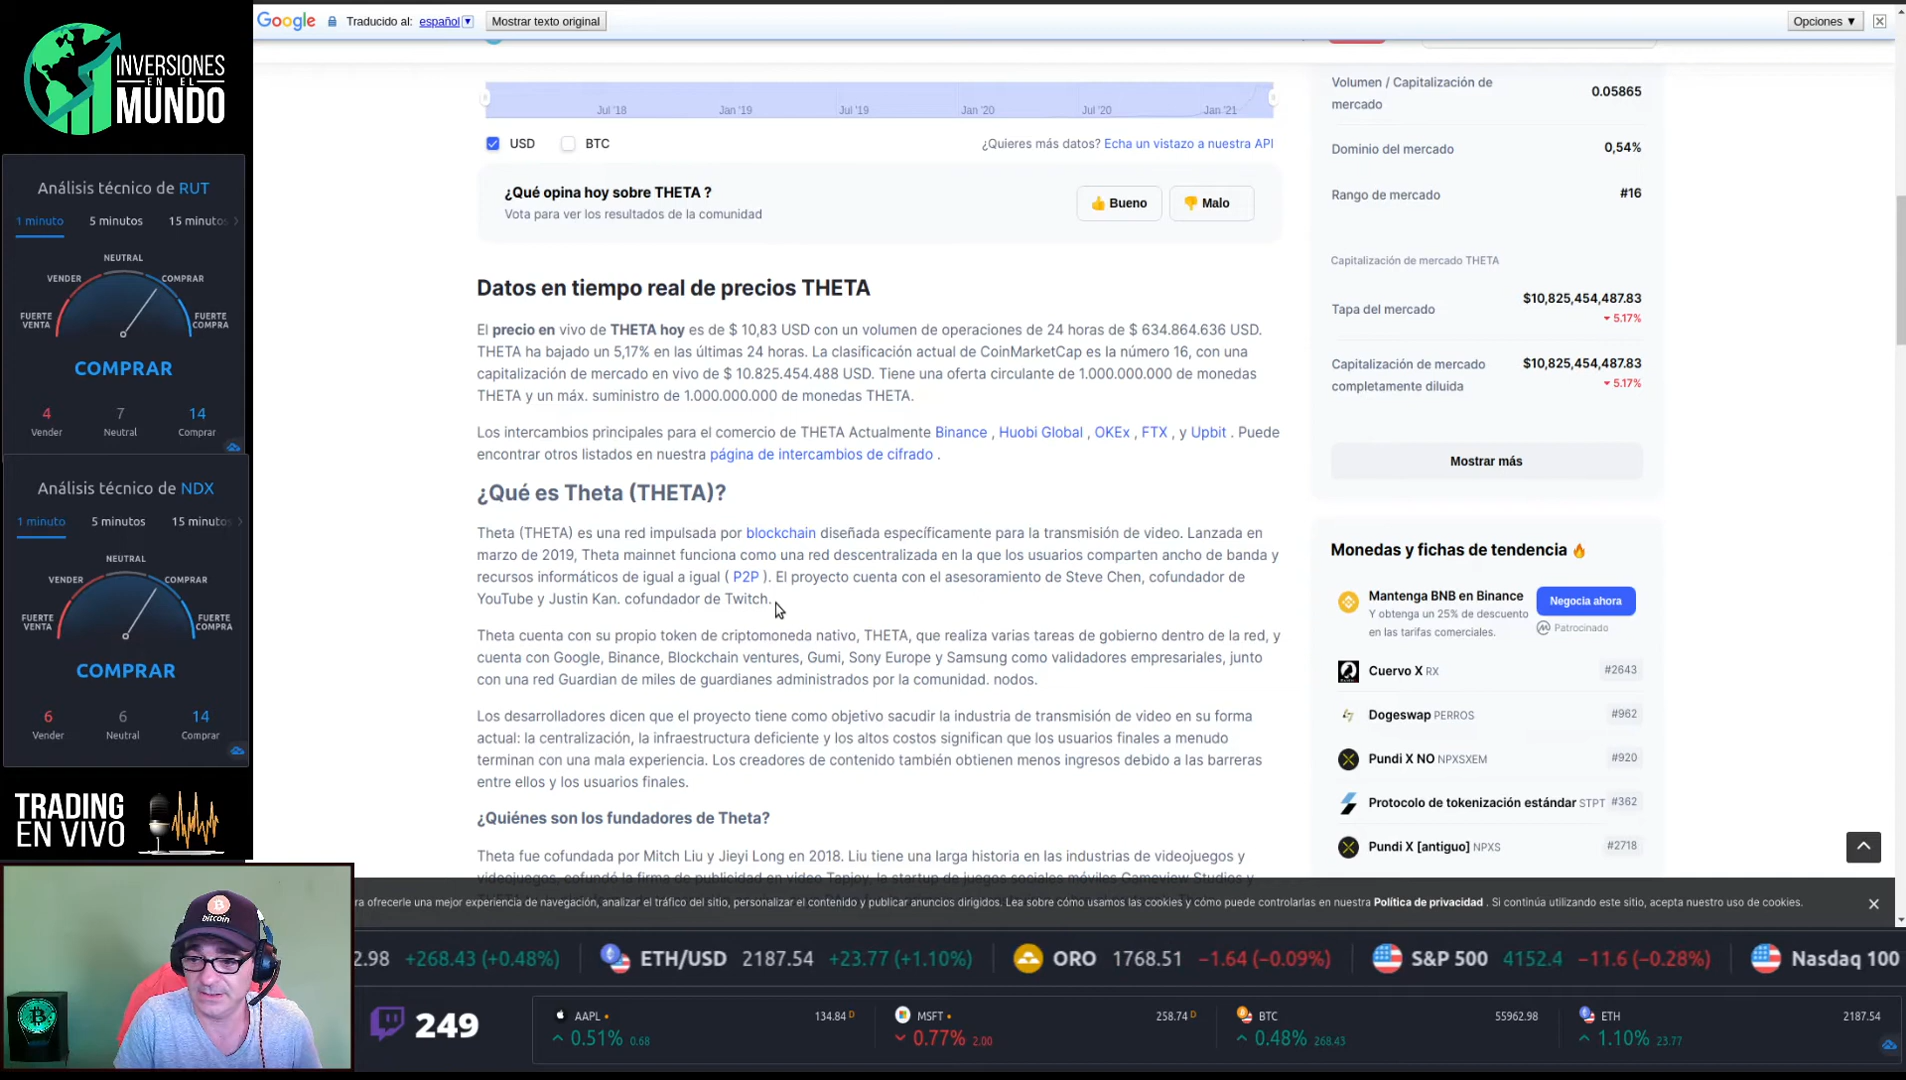 Google Traducido al: español ▼ Mostrar texto original Opciones ▼
INVERSIONES
EN EL
MUNDO
Análisis técnico de RUT
1 minuto 5 minutos 15 minutos
NEUTRAL
VENDER COMPRAR
FUERTE VENTA FUERTE COMPRA
COMPRAR
4 7 14
Vender Neutral Comprar
Análisis técnico de NDX
1 minuto 5 minutos 15 minutos
NEUTRAL
VENDER COMPRAR
FUERTE VENTA FUERTE COMPRA
COMPRAR
6 6 14
Vender Neutral Comprar
TRADING
EN VIVO
bitcoin
Jul '18 Jan '19 Jul '19 Jan '20 Jul '20 Jan '21
USD BTC ¿Quieres más datos? Echa un vistazo a nuestra API
¿Qué opina hoy sobre THETA ?
Vota para ver los resultados de la comunidad
Bueno Malo
Datos en tiempo real de precios THETA
El precio en vivo de THETA hoy es de $ 10,83 USD con un volumen de operaciones de 24 horas de $ 634.864.636 USD.
THETA ha bajado un 5,17% en las últimas 24 horas. La clasificación actual de CoinMarketCap es la número 16, con una
capitalización de mercado en vivo de $ 10.825.454.488 USD. Tiene una oferta circulante de 1.000.000.000 de monedas
THETA y un máx. suministro de 1.000.000.000 de monedas THETA.
Los intercambios principales para el comercio de THETA Actualmente Binance , Huobi Global , OKEx , FTX , y Upbit . Puede
encontrar otros listados en nuestra página de intercambios de cifrado .
¿Qué es Theta (THETA)?
Theta (THETA) es una red impulsada por blockchain diseñada específicamente para la transmisión de video. Lanzada en
marzo de 2019, Theta mainnet funciona como una red descentralizada en la que los usuarios comparten ancho de banda y
recursos informáticos de igual a igual ( P2P ). El proyecto cuenta con el asesoramiento de Steve Chen, cofundador de
YouTube y Justin Kan. cofundador de Twitch.
Theta cuenta con su propio token de criptomoneda nativo, THETA, que realiza varias tareas de gobierno dentro de la red, y
cuenta con Google, Binance, Blockchain ventures, Gumi, Sony Europe y Samsung como validadores empresariales, junto
con una red Guardian de miles de guardianes administrados por la comunidad. nodos.
Los desarrolladores dicen que el proyecto tiene como objetivo sacudir la industria de transmisión de video en su forma
actual: la centralización, la infraestructura deficiente y los altos costos significan que los usuarios finales a menudo
terminan con una mala experiencia. Los creadores de contenido también obtienen menos ingresos debido a las barreras
entre ellos y los usuarios finales.
¿Quiénes son los fundadores de Theta?
Theta fue cofundada por Mitch Liu y Jieyi Long en 2018. Liu tiene una larga historia en las industrias de videojuegos y
videojuegos, cofundó la firma de publicidad en video Tapjoy, la startup de juegos sociales móviles Gameview Studios y
Volumen / Capitalización de
mercado
0.05865
Dominio del mercado 0,54%
Rango de mercado #16
Capitalización de mercado THETA
Tapa del mercado $10,825,454,487.83
5.17%
Capitalización de mercado
completamente diluida
$10,825,454,487.83
5.17%
Mostrar más
Monedas y fichas de tendencia
Mantenga BNB en Binance
Y obtenga un 25% de descuento
en las tarifas comerciales.
Negocia ahora
Patrocinado
Cuervo X RX #2643
Dogeswap PERROS #962
Pundi X NO NPXSXEM #920
Protocolo de tokenización estándar STPT #362
Pundi X [antiguo] NPXS #2718
ra ofrecerle una mejor experiencia de navegación, analizar el tráfico del sitio, personalizar el contenido y publicar anuncios dirigidos. Lea sobre cómo usamos las cookies y cómo puede controlarlas en nuestra Política de privacidad . Si continúa utilizando este sitio, acepta nuestro uso de cookies.
2.98 +268.43 (+0.48%) ETH/USD 2187.54 +23.77 (+1.10%) ORO 1768.51 −1.64 (−0.09%) S&P 500 4152.4 −11.6 (−0.28%) Nasdaq 100
249
AAPL 134.84 D
0.51% 0.68
MSFT 258.74 D
0.77% 2.00
BTC 55962.98
0.48% 268.43
ETH 2187.54
1.10% 23.77